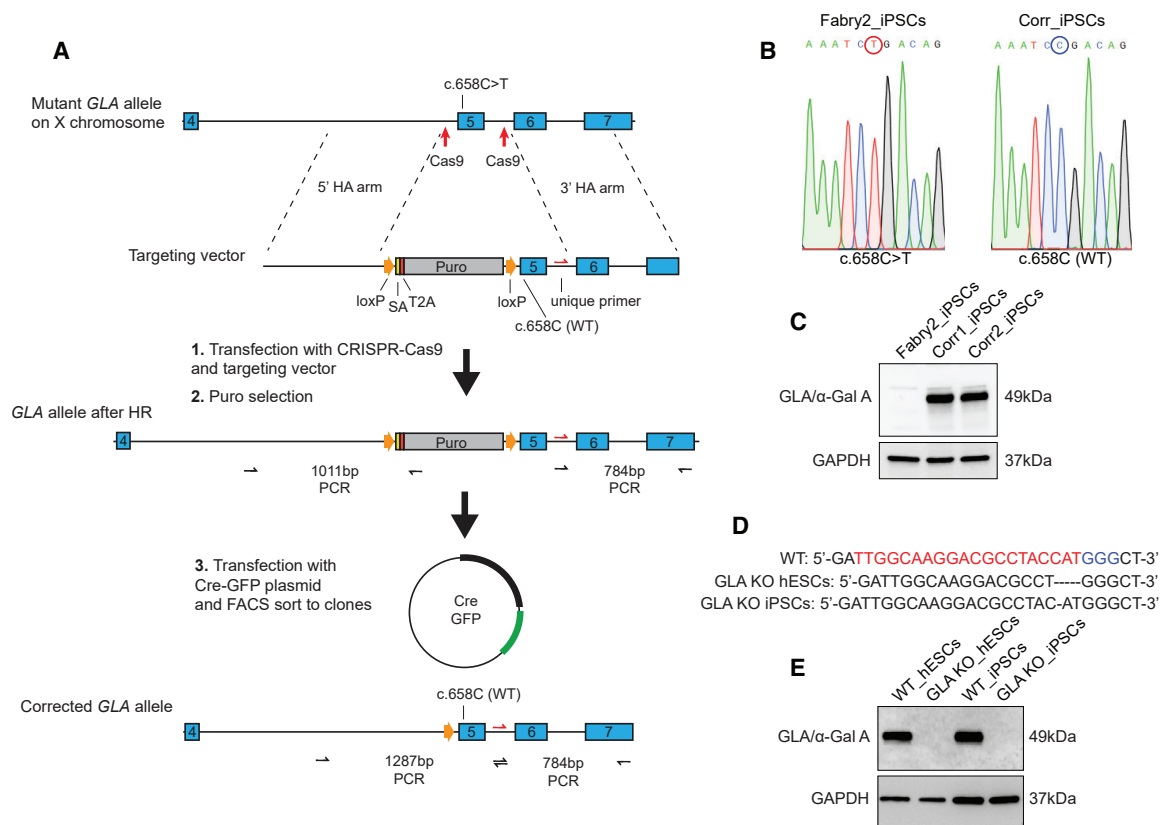 A
c.658C>T
Mutant GLA allele
on X chromosome
4
5
6
7
Cas9
Cas9
5' HA arm
3' HA arm
Targeting vector
Puro
5
6
loxP
SA
T2A
loxP
unique primer
c.658C (WT)
1. Transfection with CRISPR-Cas9
and targeting vector
2. Puro selection
GLA allele after HR
4
Puro
5
6
7
1011bp
PCR
784bp
PCR
3. Transfection with
Cre-GFP plasmid
and FACS sort to clones
Cre
GFP
c.658C (WT)
Corrected GLA allele
4
5
6
7
1287bp
PCR
784bp
PCR
B
Fabry2_iPSCs
Corr_iPSCs
A A A T C T G A C A G
A A A T C C G A C A G
c.658C>T
c.658C (WT)
C
Fabry2_iPSCs
Corr1_iPSCs
Corr2_iPSCs
GLA/α-Gal A
49kDa
GAPDH
37kDa
D
WT: 5'-GATTGGCAAGGACGCCTACCATGGGCT-3'
GLA KO hESCs: 5'-GATTGGCAAGGACGCCT-----GGGCT-3'
GLA KO iPSCs: 5'-GATTGGCAAGGACGCCTAC-ATGGGCT-3'
E
WT_hESCs
GLA KO_hESCs
WT_iPSCs
GLA KO_iPSCs
GLA/α-Gal A
49kDa
GAPDH
37kDa